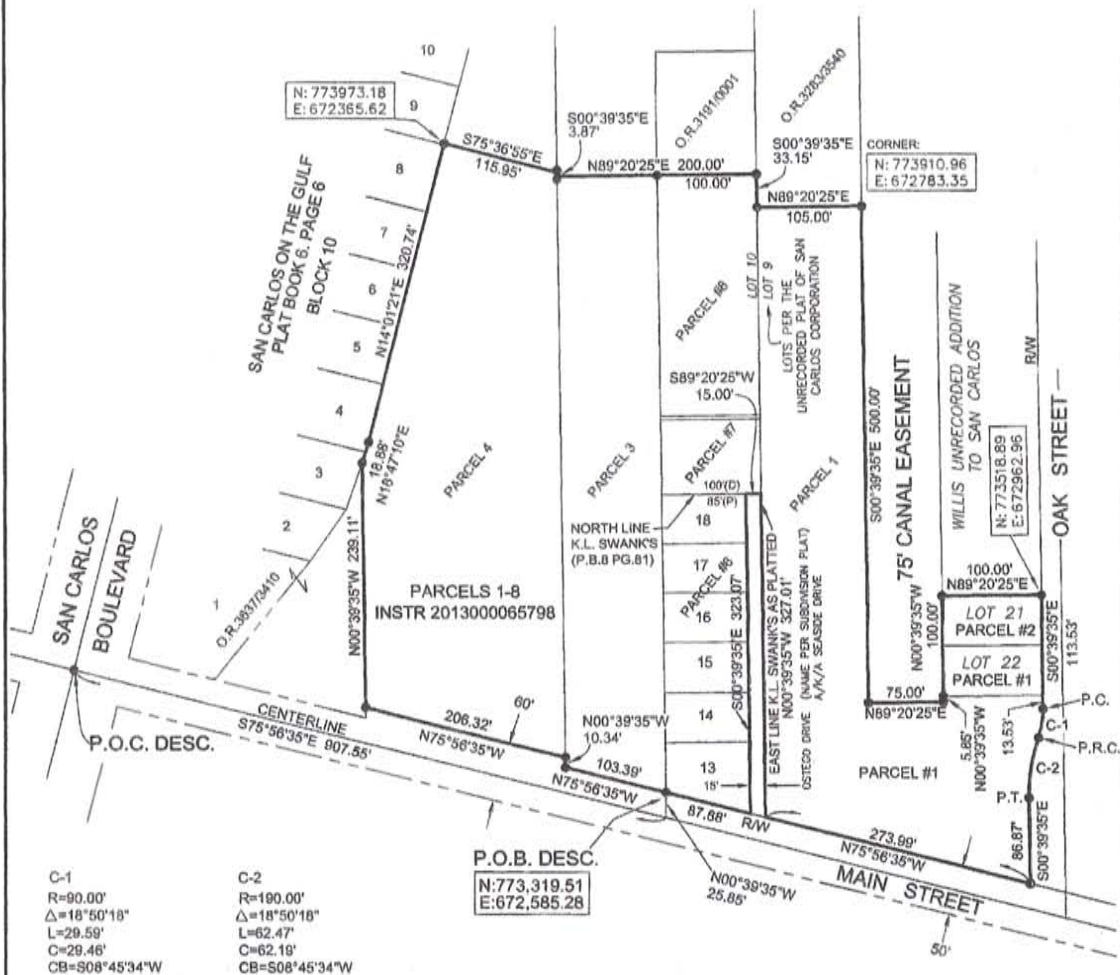 10
N: 773973.18
E: 672365.62
9
8
7
6
5
4
3
2
1
S75°36'55"E
115.95'
S00°39'35"E
3.87'
N89°20'25"E 200.00'
100.00'
O.R.3191/0001
O.R.3283/3540
S00°39'35"E
33.15'
CORNER:
N: 773910.96
E: 672783.35
N89°20'25"E
105.00'
SAN CARLOS ON THE GULF
PLAT BOOK 6, PAGE 6
BLOCK 10
N14°01'21"E 320.74'
18.88'
N18°47'10"E
PARCEL 4
PARCEL 3
PARCEL #8
LOT 10
LOT 9
LOTS PER THE
UNRECORDED PLAT OF SAN
CARLOS CORPORATION
S89°20'25"W
15.00'
PARCEL #7
PARCEL 1
100'(D)
85'(P)
NORTH LINE
K.L. SWANK'S
(P.B.8 PG.81)
18
17
PARCEL #6
16
15
14
13
15'
S00°39'35"E 323.07'
EAST LINE K.L. SWANK'S AS PLATTED
N00°39'35"W 327.01'
OSTEGO DRIVE (NAME PER SUBDIVISION PLAT)
A/K/A SEASIDE DRIVE
S00°39'35"E 500.00'
75' CANAL EASEMENT
WILLIS UNRECORDED ADDITION
TO SAN CARLOS
R/W
N:773518.89
E:672962.96
OAK STREET
100.00'
N89°20'25"E
N00°39'35"W
100.00'
LOT 21
PARCEL #2
LOT 22
PARCEL #1
S00°39'35"E
113.53'
75.00'
N89°20'25"E
5.85'
N00°39'35"W
13.53'
P.C.
C-1
P.R.C.
C-2
P.T.
86.87'
S00°39'35"E
PARCEL #1
SAN CARLOS
BOULEVARD
O.R.3637/3410
N00°39'35"W 239.11'
PARCELS 1-8
INSTR 2013000065798
P.O.C. DESC.
CENTERLINE
S75°56'35"E 907.55'
206.32'
N75°56'35"W
60'
N00°39'35"W
10.34'
103.39'
N75°56'35"W
87.88'
R/W
273.99'
N75°56'35"W
MAIN STREET
50'
P.O.B. DESC.
N:773,319.51
E:672,585.28
N00°39'35"W
25.85'
C-1
R=90.00'
△=18°50'18"
L=29.59'
C=29.46'
CB=S08°45'34"W
C-2
R=190.00'
△=18°50'18"
L=62.47'
C=62.19'
CB=S08°45'34"W